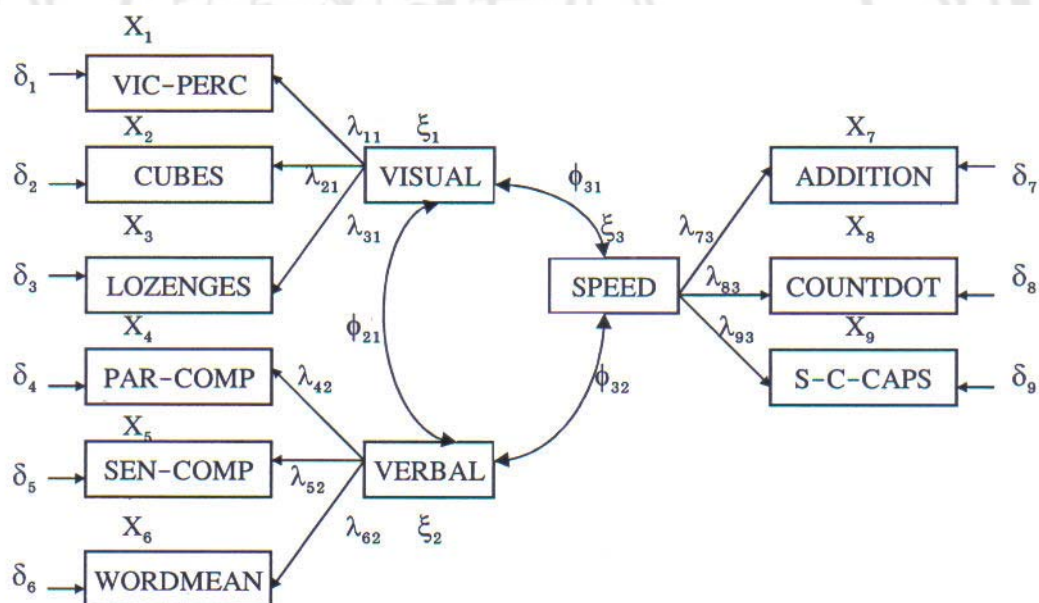 X₁
δ₁ VIC-PERC
X₂ λ₁₁ ξ₁ X₇
δ₂ CUBES λ₂₁ VISUAL ϕ₃₁ ADDITION δ₇
X₃ λ₃₁ ξ₃ λ₇₃ X₈
δ₃ LOZENGES SPEED λ₈₃ COUNTDOT δ₈
X₄ ϕ₂₁ λ₉₃ X₉
δ₄ PAR-COMP λ₄₂ ϕ₃₂ S-C-CAPS δ₉
X₅
δ₅ SEN-COMP λ₅₂ VERBAL
X₆ λ₆₂ ξ₂
δ₆ WORDMEAN